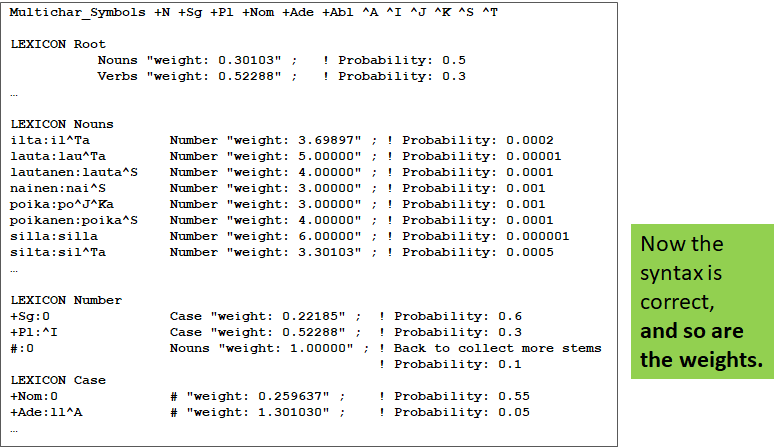 Multichar_Symbols +N +Sg +Pl +Nom +Ade +Abl ^A ^I ^J ^K ^S ^T
LEXICON Root
Nouns "weight: 0.30103" ; ! Probability: 0.5
Verbs "weight: 0.52288" ; ! Probability: 0.3
…
LEXICON Nouns
ilta:il^Ta Number "weight: 3.69897" ; ! Probability: 0.0002
lauta:lau^Ta Number "weight: 5.00000" ; ! Probability: 0.00001
lautanen:lauta^S Number "weight: 4.00000" ; ! Probability: 0.0001
nainen:nai^S Number "weight: 3.00000" ; ! Probability: 0.001
poika:po^J^Ka Number "weight: 3.00000" ; ! Probability: 0.001
poikanen:poika^S Number "weight: 4.00000" ; ! Probability: 0.0001
silla:silla Number "weight: 6.00000" ; ! Probability: 0.000001
silta:sil^Ta Number "weight: 3.30103" ; ! Probability: 0.0005
…
LEXICON Number
+Sg:0 Case "weight: 0.22185" ; ! Probability: 0.6
+Pl:^I Case "weight: 0.52288" ; ! Probability: 0.3
#:0 Nouns "weight: 1.00000" ; ! Back to collect more stems
! Probability: 0.1
LEXICON Case
+Nom:0 # "weight: 0.259637" ; ! Probability: 0.55
+Ade:ll^A # "weight: 1.301030" ; ! Probability: 0.05
…
Now the
syntax is
correct,
and so are
the weights.